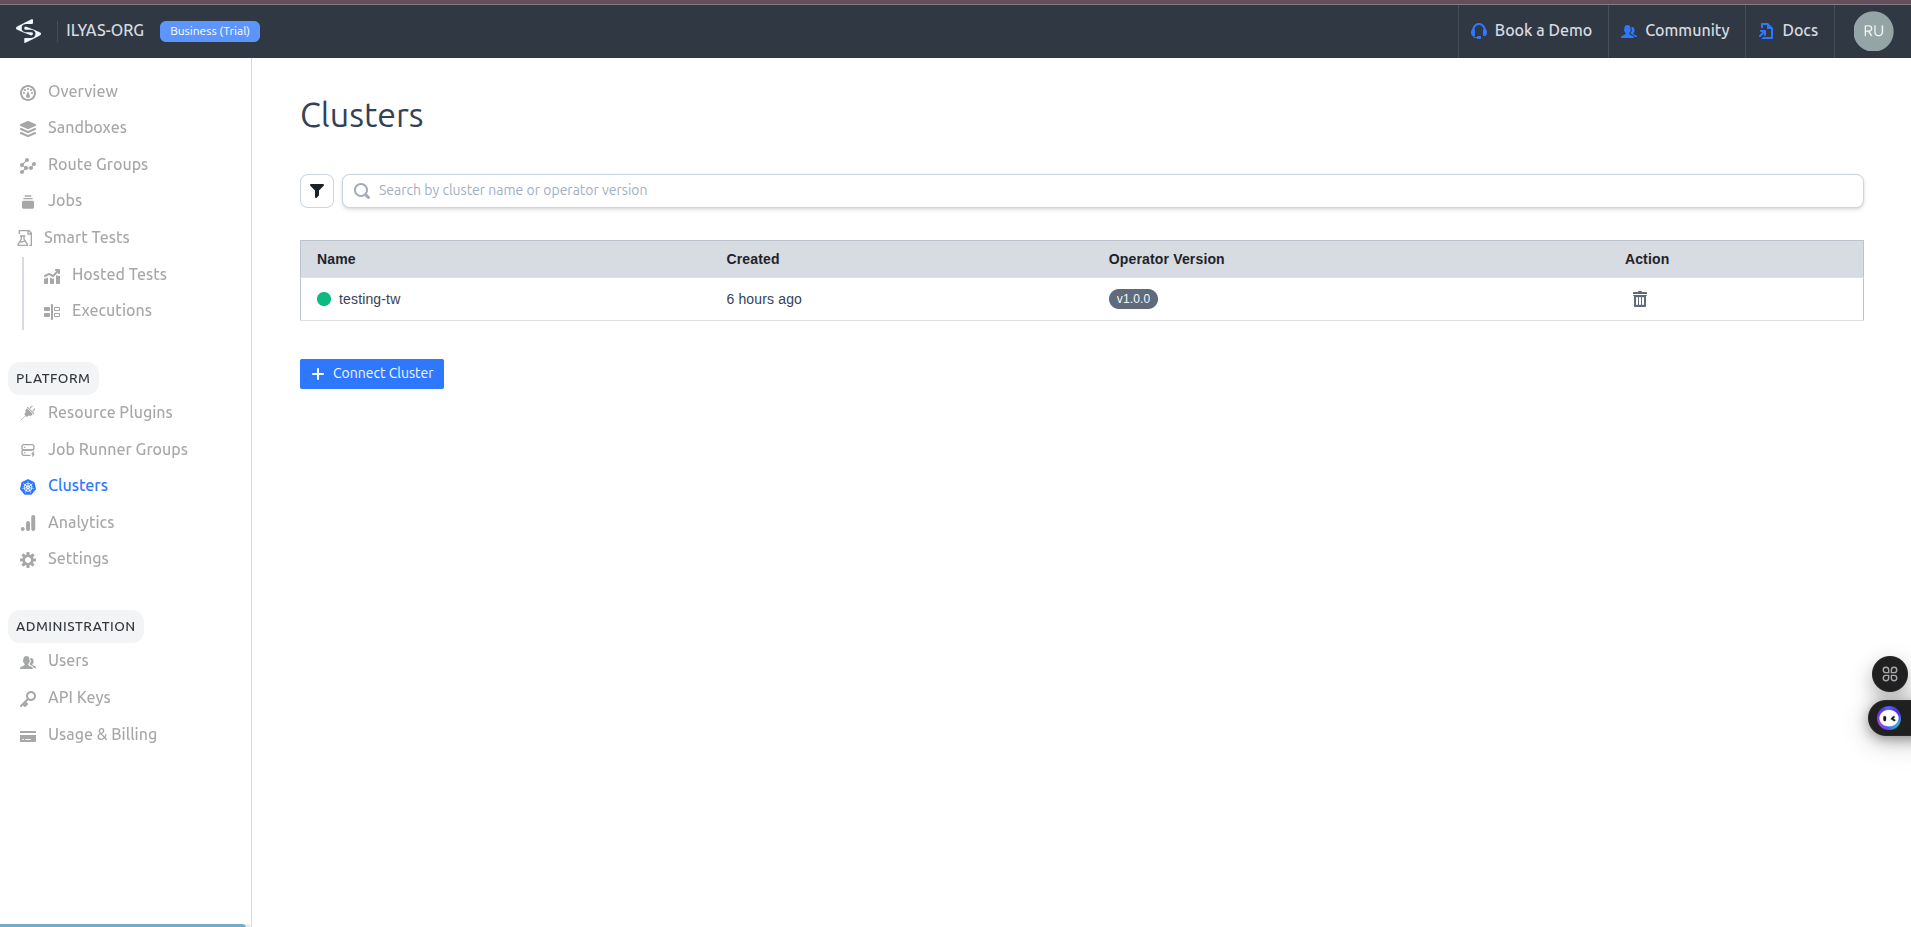 ILYAS-ORG
Business (Trial)
Book a Demo
Community
Docs
RU
Overview
Sandboxes
Route Groups
Jobs
Smart Tests
Hosted Tests
Executions
PLATFORM
Resource Plugins
Job Runner Groups
Clusters
Analytics
Settings
ADMINISTRATION
Users
API Keys
Usage & Billing
Clusters
Search by cluster name or operator version
Name Created Operator Version Action
testing-tw 6 hours ago v1.0.0
Connect Cluster